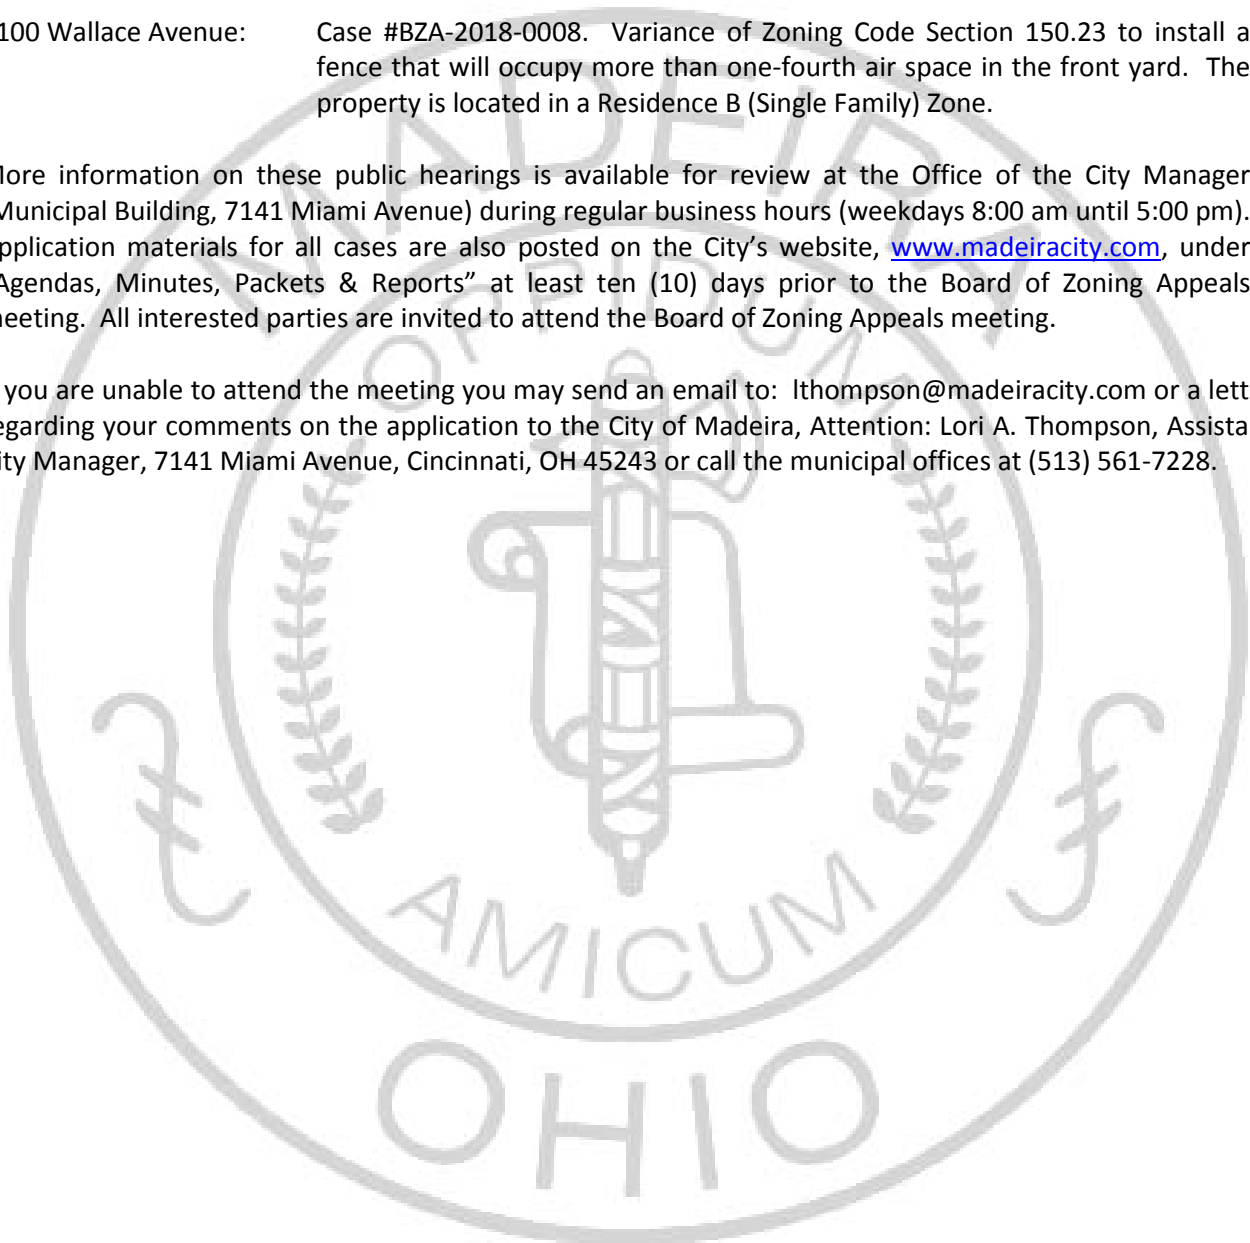 100 Wallace Avenue: Case #BZA-2018-0008. Variance of Zoning Code Section 150.23 to install a
fence that will occupy more than one-fourth air space in the front yard. The
property is located in a Residence B (Single Family) Zone.
More information on these public hearings is available for review at the Office of the City Manager
Municipal Building, 7141 Miami Avenue) during regular business hours (weekdays 8:00 am until 5:00 pm).
pplication materials for all cases are also posted on the City’s website, www.madeiracity.com, under
Agendas, Minutes, Packets & Reports” at least ten (10) days prior to the Board of Zoning Appeals
meeting. All interested parties are invited to attend the Board of Zoning Appeals meeting.
you are unable to attend the meeting you may send an email to: lthompson@madeiracity.com or a lett
egarding your comments on the application to the City of Madeira, Attention: Lori A. Thompson, Assista
ity Manager, 7141 Miami Avenue, Cincinnati, OH 45243 or call the municipal offices at (513) 561-7228.
MADEIRA
OPPIDUM
AMICUM
OHIO